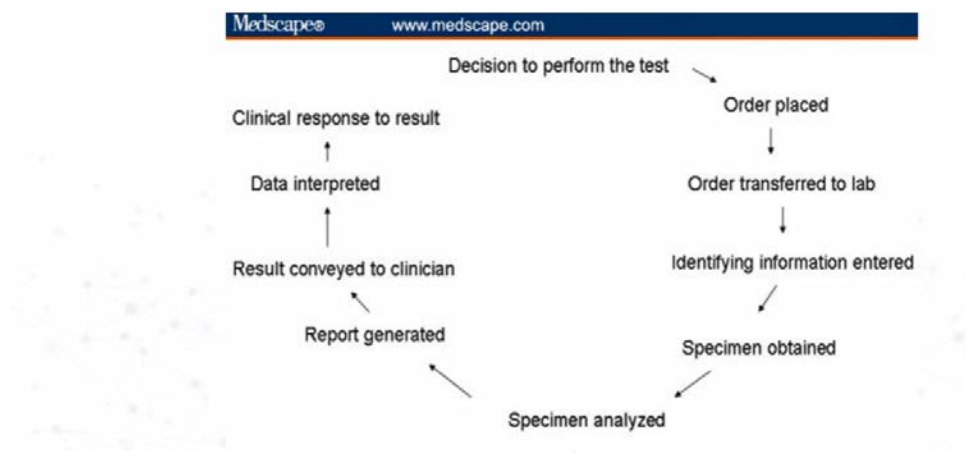 Medscape® www.medscape.com
Decision to perform the test
Order placed
Order transferred to lab
Identifying information entered
Specimen obtained
Specimen analyzed
Report generated
Result conveyed to clinician
Data interpreted
Clinical response to result